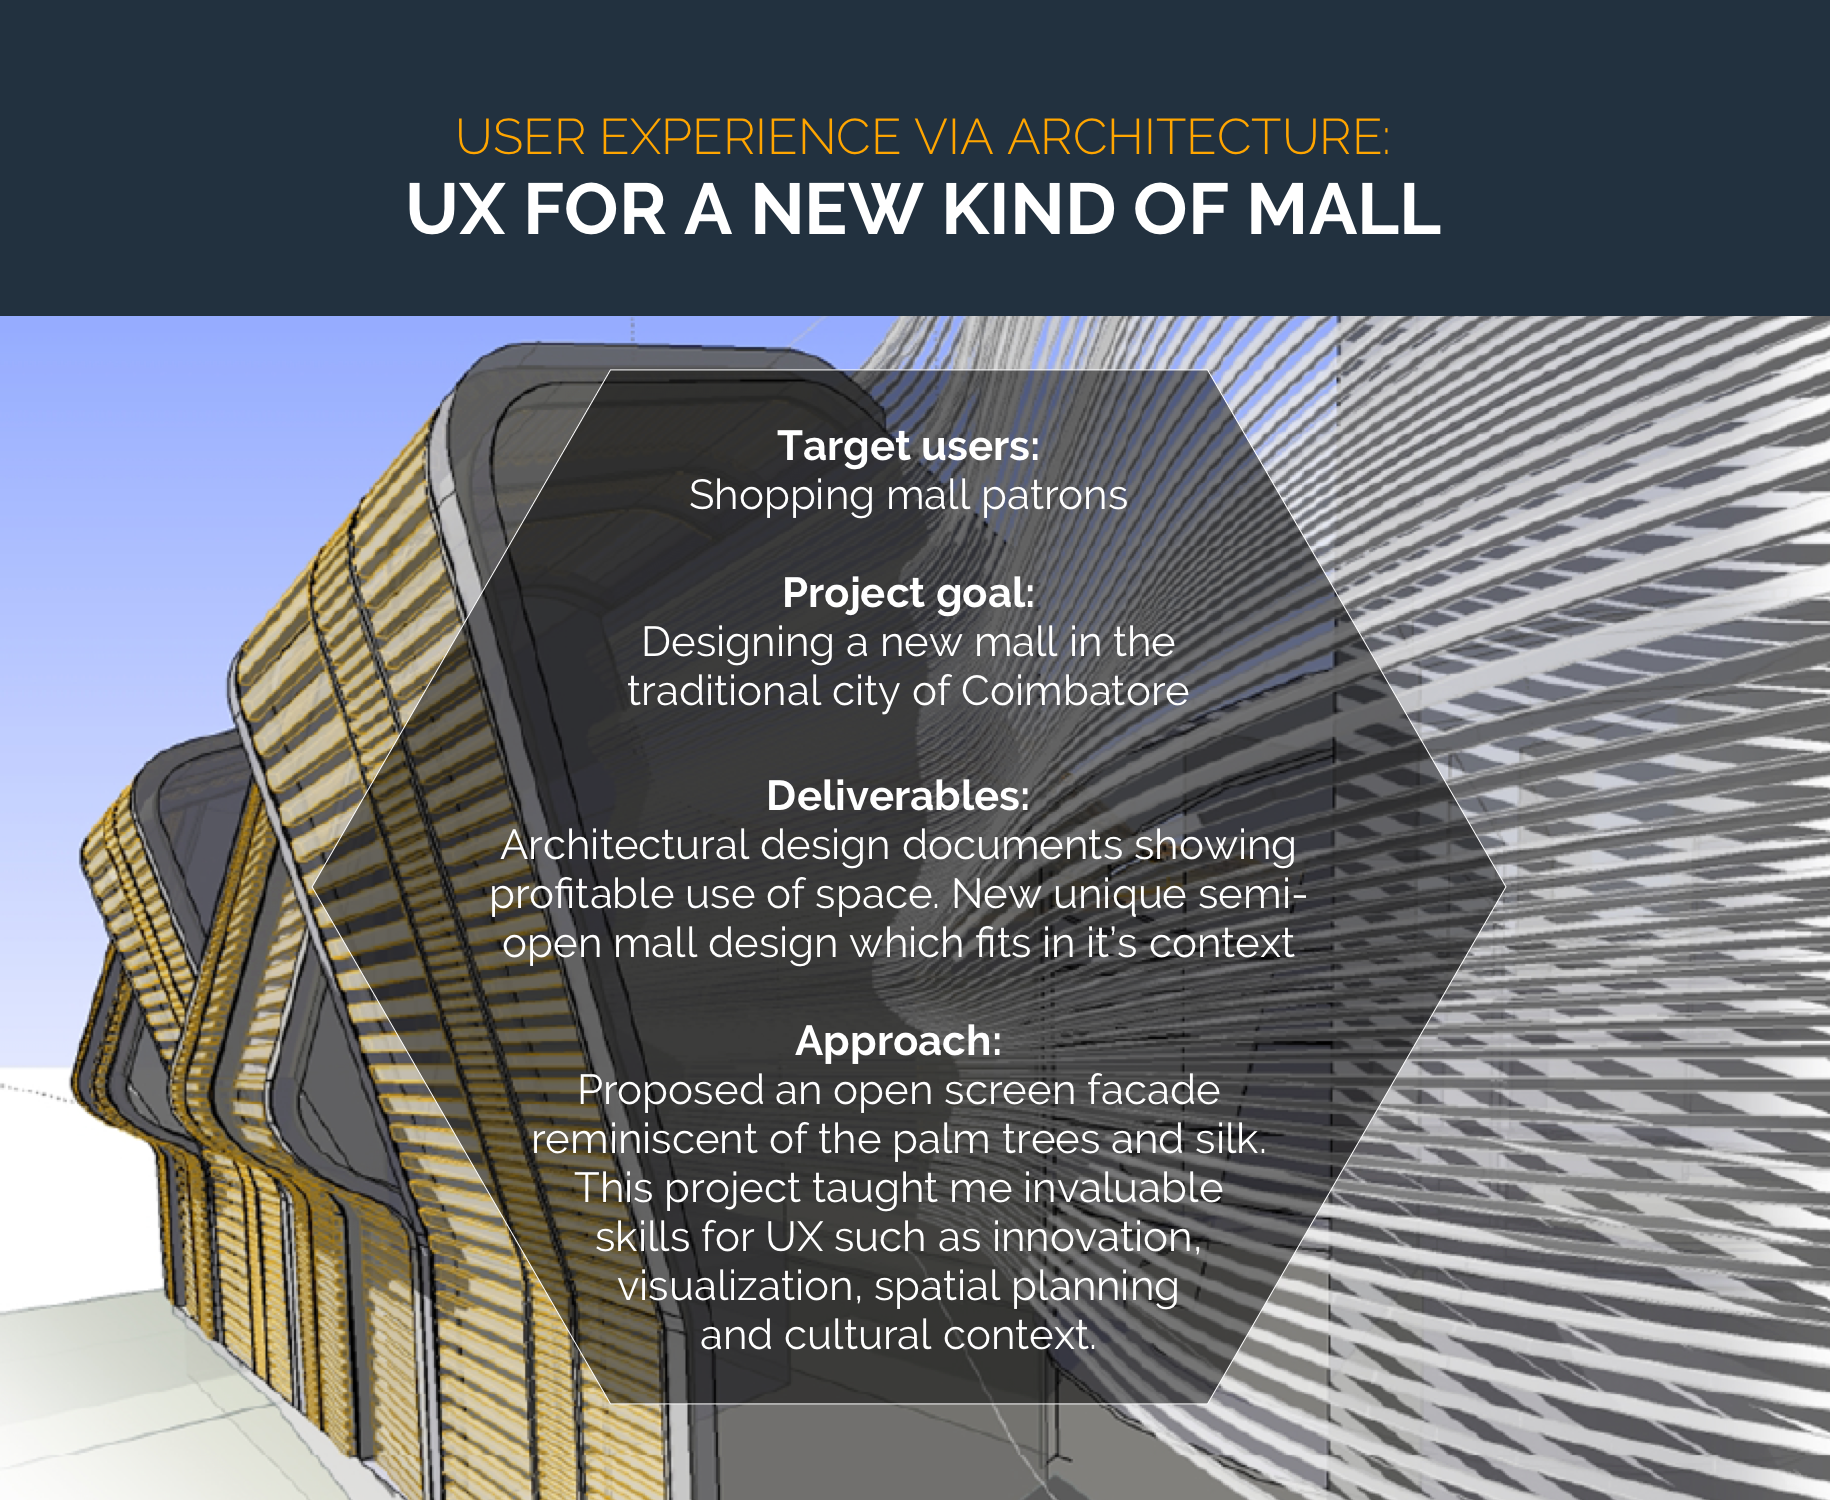 USER EXPERIENCE VIA ARCHITECTURE:
UX FOR A NEW KIND OF MALL
Target users:
Shopping mall patrons
Project goal:
Designing a new mall in the
traditional city of Coimbatore
Deliverables:
Architectural design documents showing
profitable use of space. New unique semi-
open mall design which fits in it’s context
Approach:
Proposed an open screen facade
reminiscent of the palm trees and silk.
This project taught me invaluable
skills for UX such as innovation,
visualization, spatial planning
and cultural context.